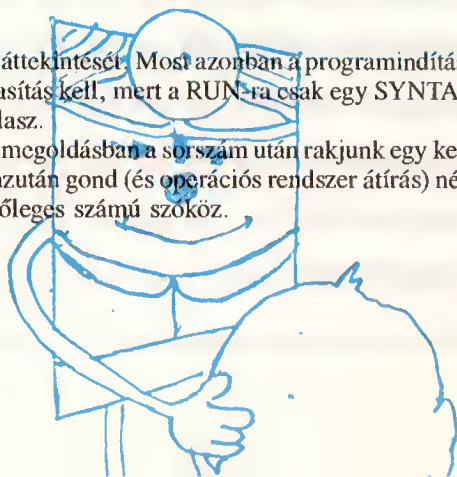 áttekintését. Most azonban a programindítás
asítás kell, mert a RUN-ra csak egy SYNTA
lasz.
megoldásban a sorszám után rakjunk egy ke
azután gond (és operációs rendszer átírás) né
őleges számú szóköz.